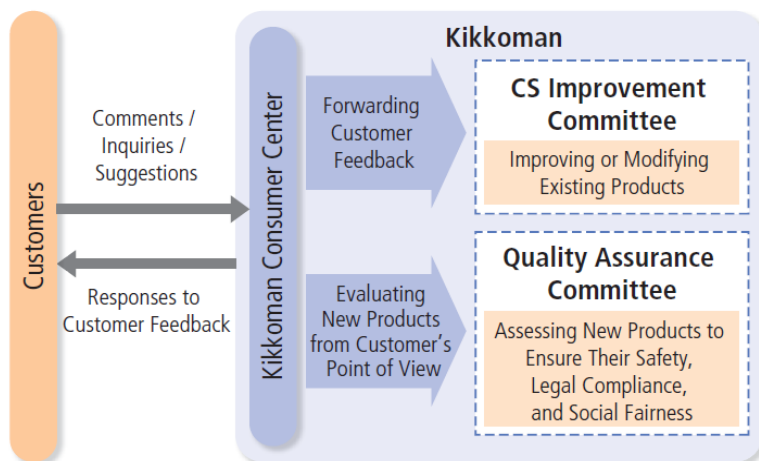 Customers
Comments /
Inquiries /
Suggestions
Responses to
Customer Feedback
Kikkoman
Kikkoman Consumer Center
Forwarding
Customer
Feedback
CS Improvement
Committee
Improving or Modifying
Existing Products
Evaluating
New Products
from Customer's
Point of View
Quality Assurance
Committee
Assessing New Products to
Ensure Their Safety,
Legal Compliance,
and Social Fairness